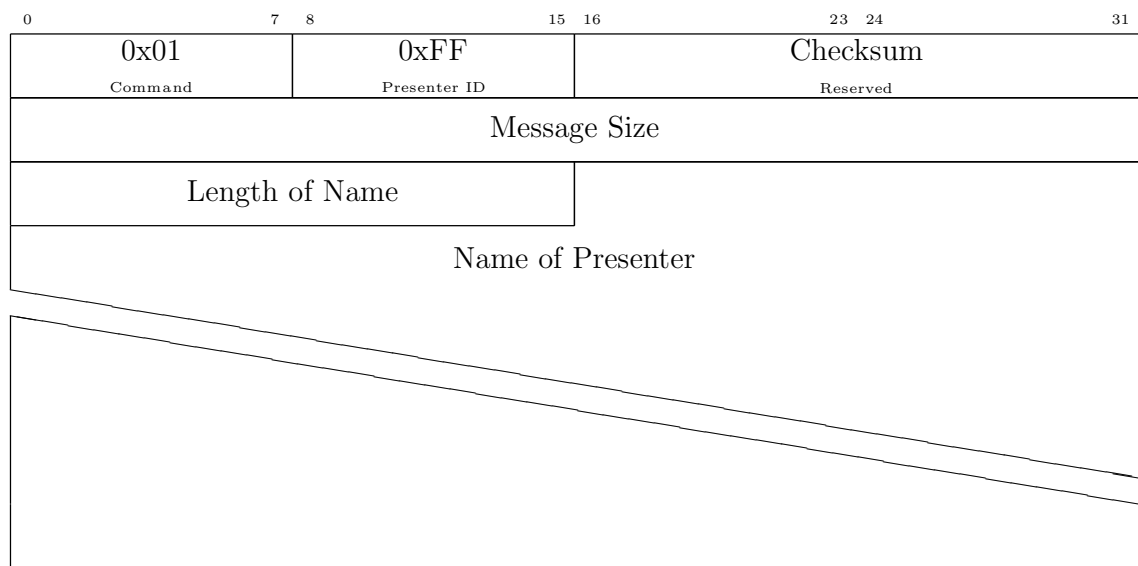 0 7 8 15 16 23 24 31
0x01 0xFF Checksum
Command Presenter ID Reserved
Message Size
Length of Name
Name of Presenter